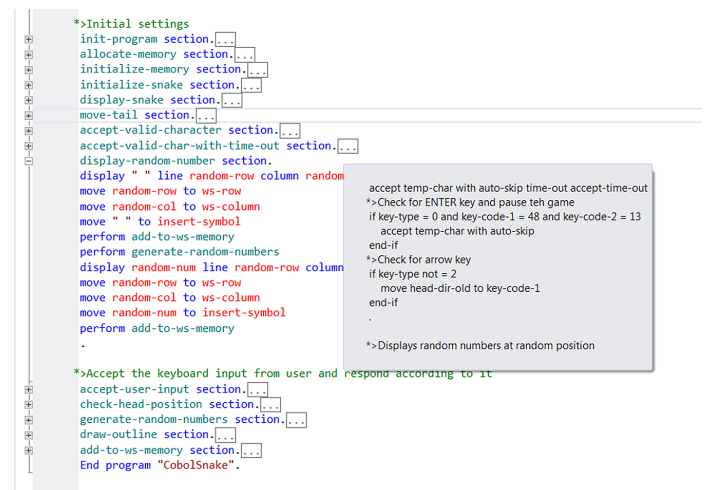 *>Initial settings
init-program section....
allocate-memory section....
initialize-memory section....
initialize-snake section....
display-snake section....
move-tail section....
accept-valid-character section....
accept-valid-char-with-time-out section....
display-random-number section.
display " " line random-row column random
move random-row to ws-row
move random-col to ws-column
move " " to insert-symbol
perform add-to-ws-memory
perform generate-random-numbers
display random-num line random-row column
move random-row to ws-row
move random-col to ws-column
move random-num to insert-symbol
perform add-to-ws-memory
.
accept temp-char with auto-skip time-out accept-time-out
*>Check for ENTER key and pause teh game
if key-type = 0 and key-code-1 = 48 and key-code-2 = 13
accept temp-char with auto-skip
end-if
*>Check for arrow key
if key-type not = 2
move head-dir-old to key-code-1
end-if
.
*>Displays random numbers at random position
*>Accept the keyboard input from user and respond according to it
accept-user-input section....
check-head-position section....
generate-random-numbers section....
draw-outline section....
add-to-ws-memory section....
End program "CobolSnake".